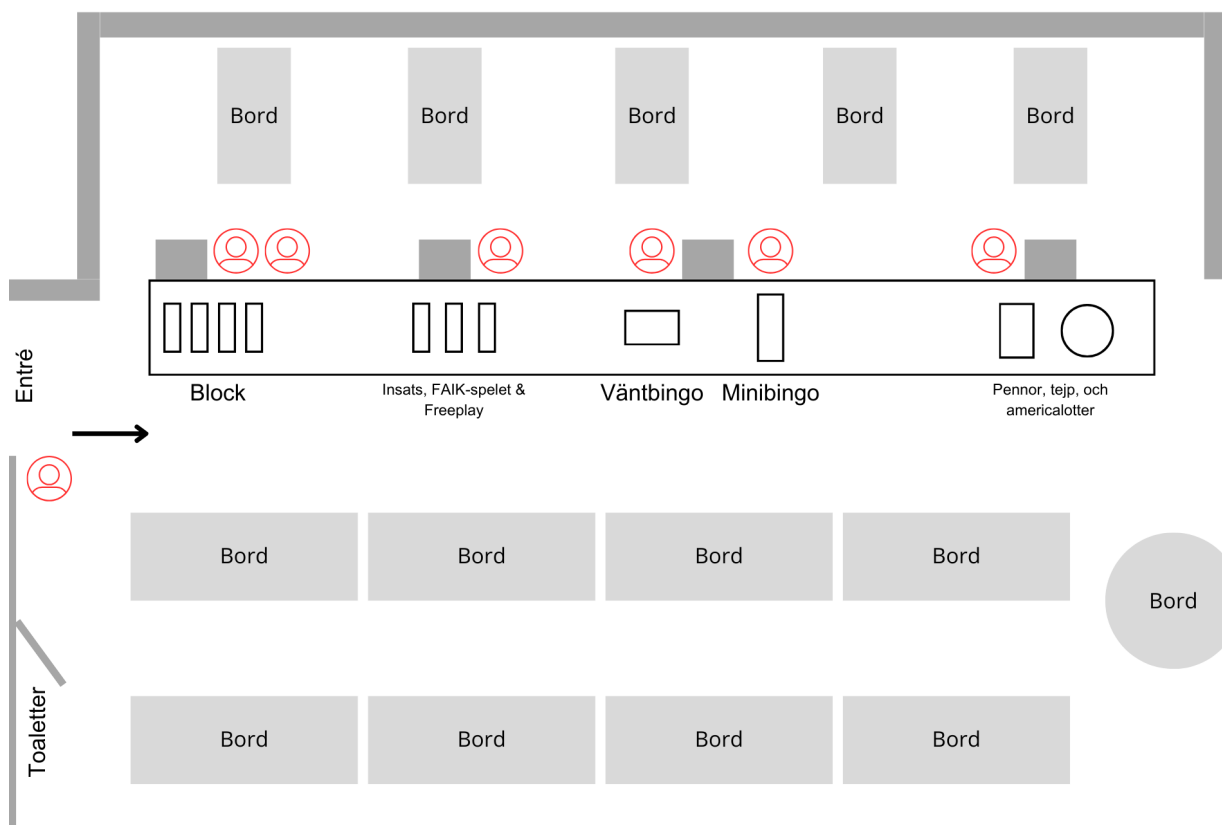 Bord
Bord
Bord
Bord
Bord
Entré
Block
Insats, FAIK-spelet &
Freeplay
Väntbingo
Minibingo
Pennor, tejp, och
americalotter
Bord
Bord
Bord
Bord
Bord
Toaletter
Bord
Bord
Bord
Bord